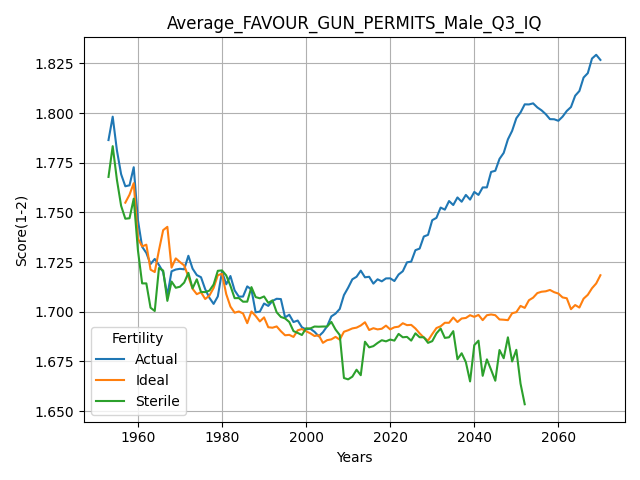 Average_FAVOUR_GUN_PERMITS_Male_Q3_IQ
Score(1-2)
1.825
1.800
1.775
1.750
1.725
1.700
1.675
1.650
Fertility
Actual
Ideal
Sterile
1960
1980
2000
2020
2040
2060
Years